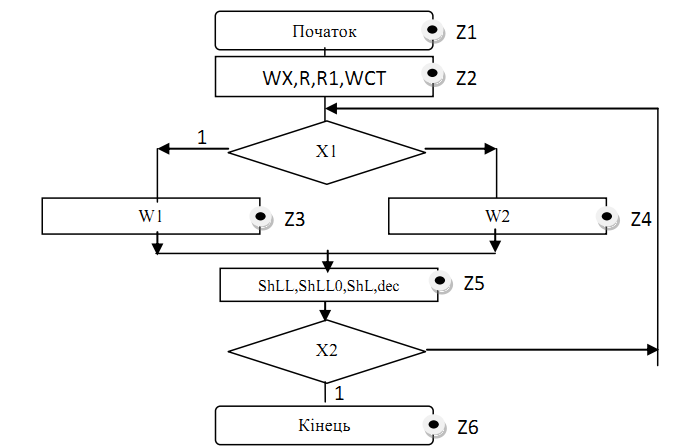 Початок Z1
WX,R,R1,WCT Z2
X1
1
W1 Z3
W2 Z4
ShLL,ShLL0,ShL,dec Z5
X2
1
Кінець Z6